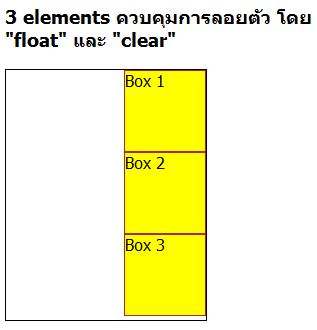 3 elements ควบคุมการลอยตัว โดย
"float" และ "clear"
Box 1
Box 2
Box 3